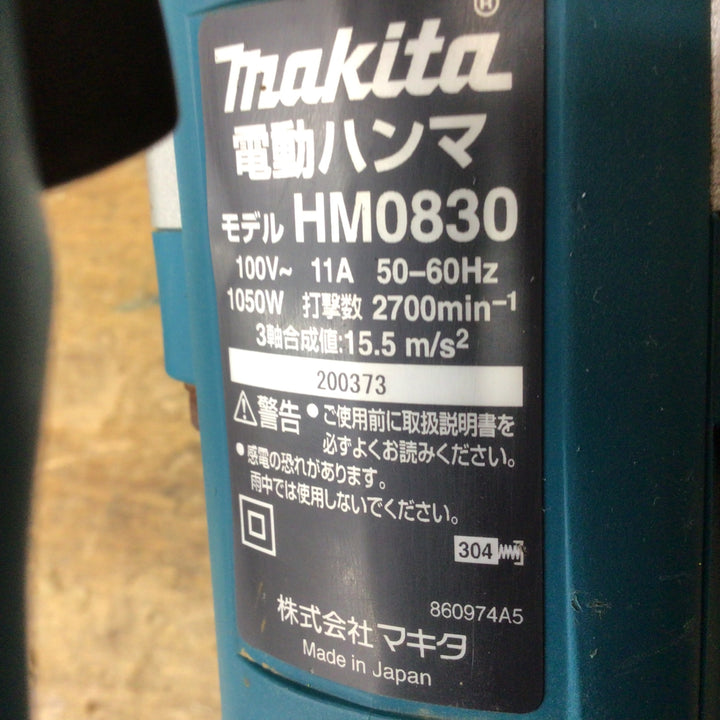 makita®
電動ハンマ
モデル HM0830
100V~ 11A 50-60Hz
1050W 打撃数 2700min⁻¹
3軸合成値:15.5 m/s²
200373
警告 • ご使用前に取扱説明書を
必ずよくお読みください。
• 感電の恐れがあります。
雨中では使用しないでください。
304
860974A5
株式会社 マキタ
Made in Japan